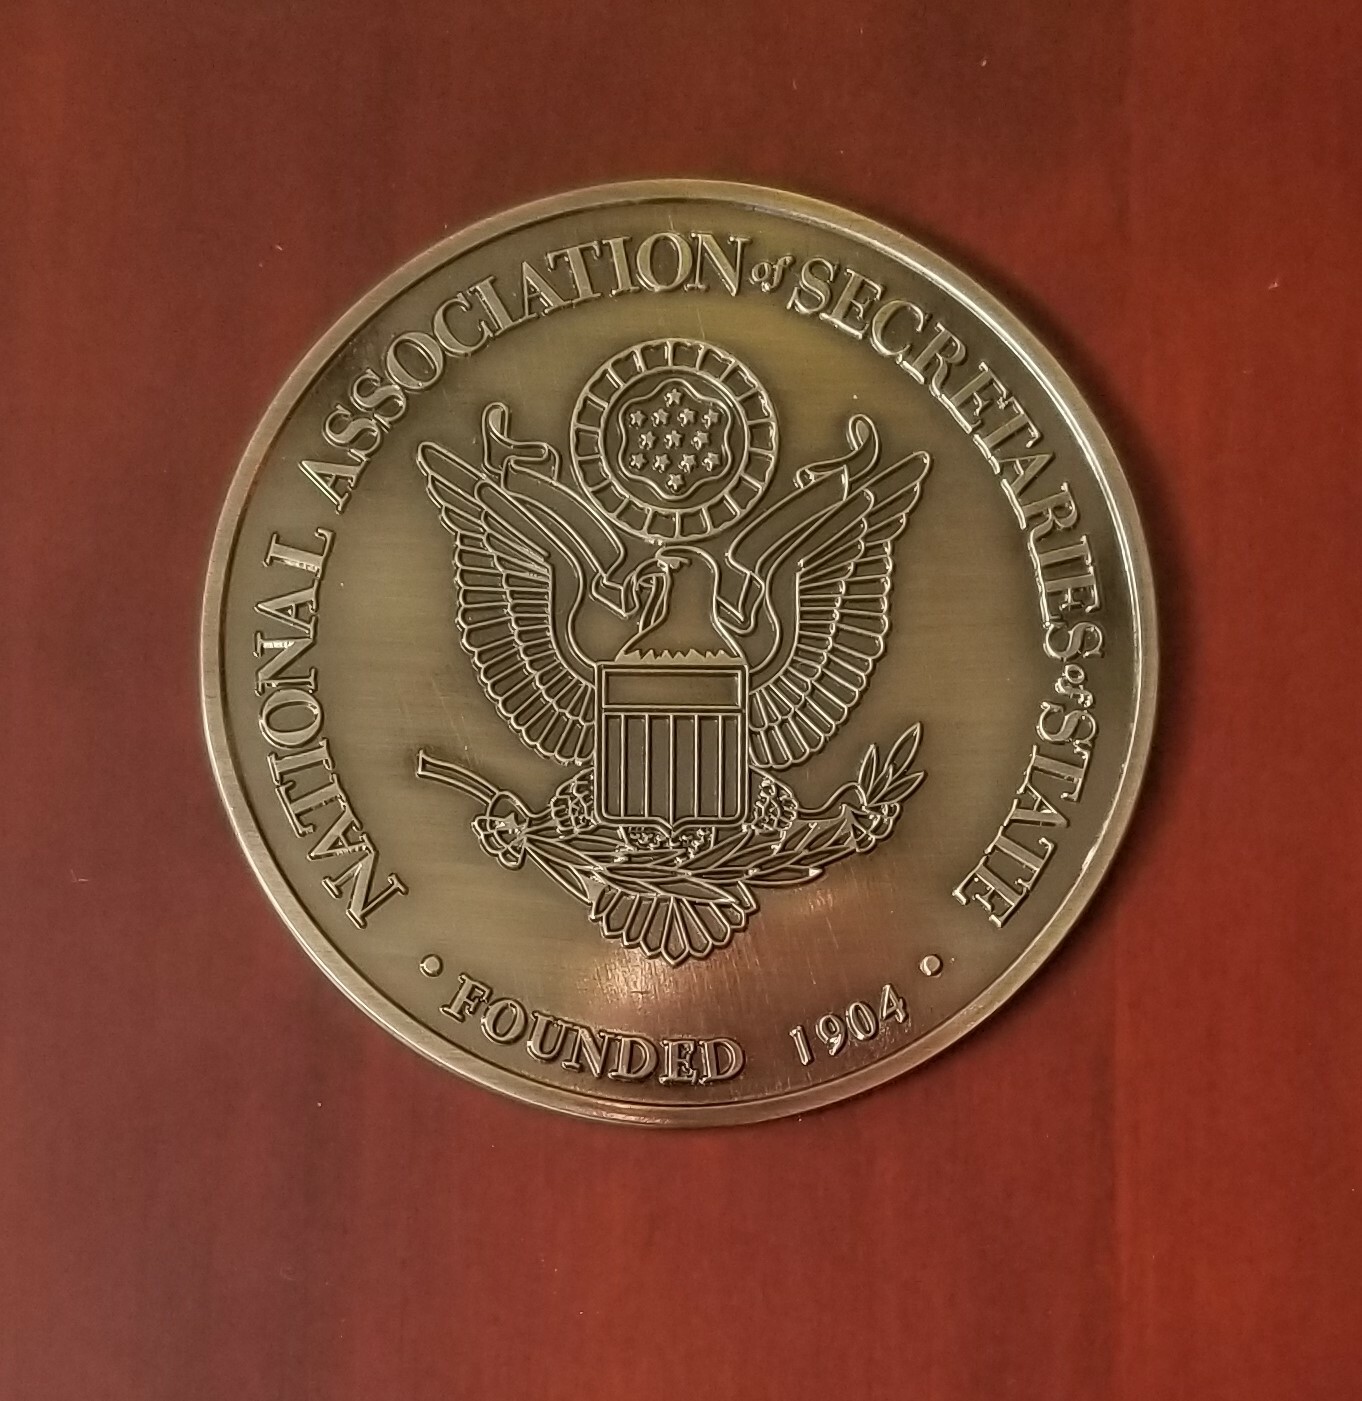 NATIONAL ASSOCIATION of SECRETARIES of STATE
• FOUNDED 1904 •